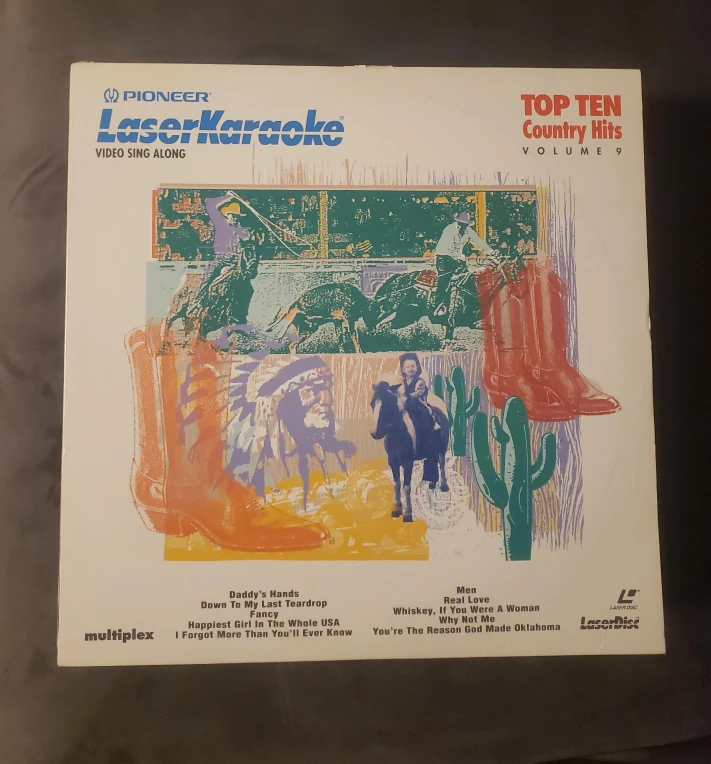 PIONEER®
LaserKaraoke®
VIDEO SING ALONG
TOP TEN
Country Hits
VOLUME 9
Daddy's Hands
Down To My Last Teardrop
Fancy
Happiest Girl In The Whole USA
I Forgot More Than You'll Ever Know
Men
Real Love
Whiskey, If You Were A Woman
Why Not Me
You're The Reason God Made Oklahoma
multiplex
LASER DISC
LaserDisc